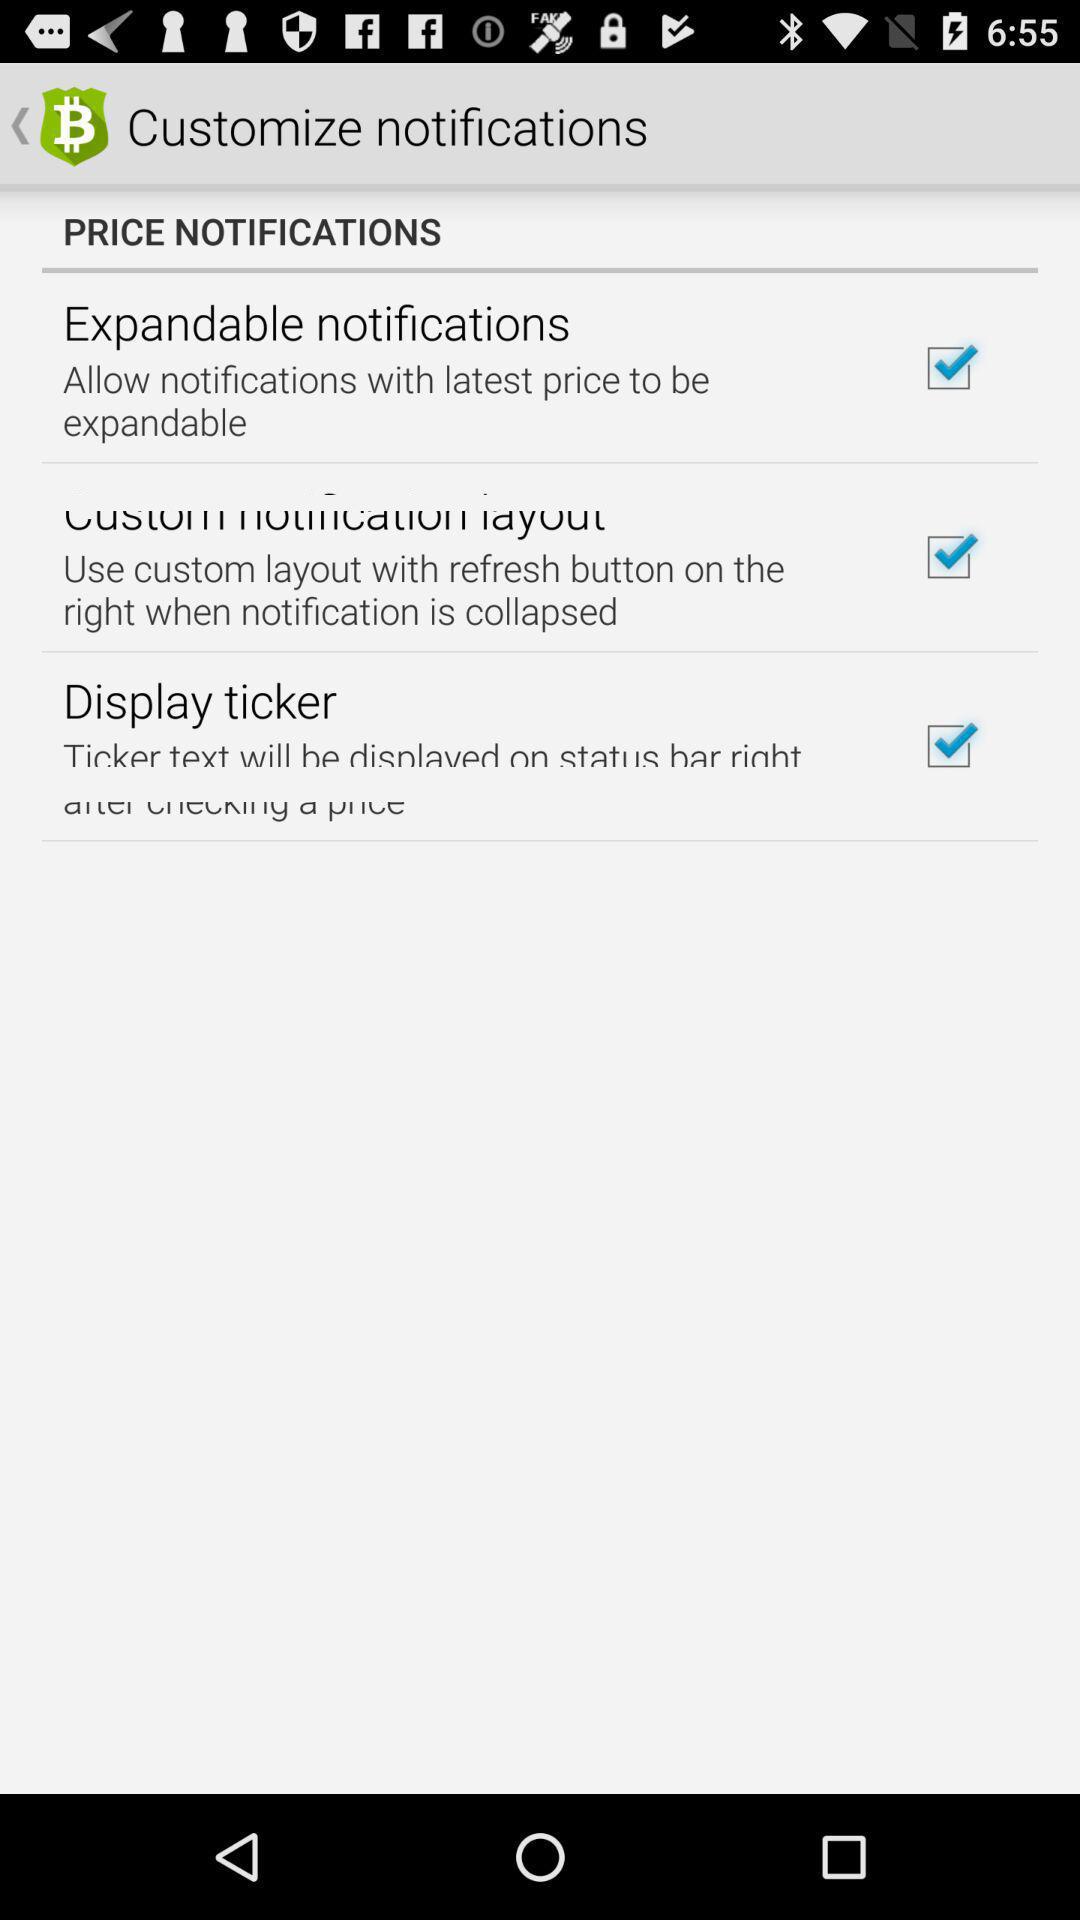 FAKE
6:55
Customize notifications
PRICE NOTIFICATIONS
Expandable notifications
Allow notifications with latest price to be
expandable
Custom notification layout
Use custom layout with refresh button on the
right when notification is collapsed
Display ticker
Ticker text will be displayed on status bar right
after checking a price